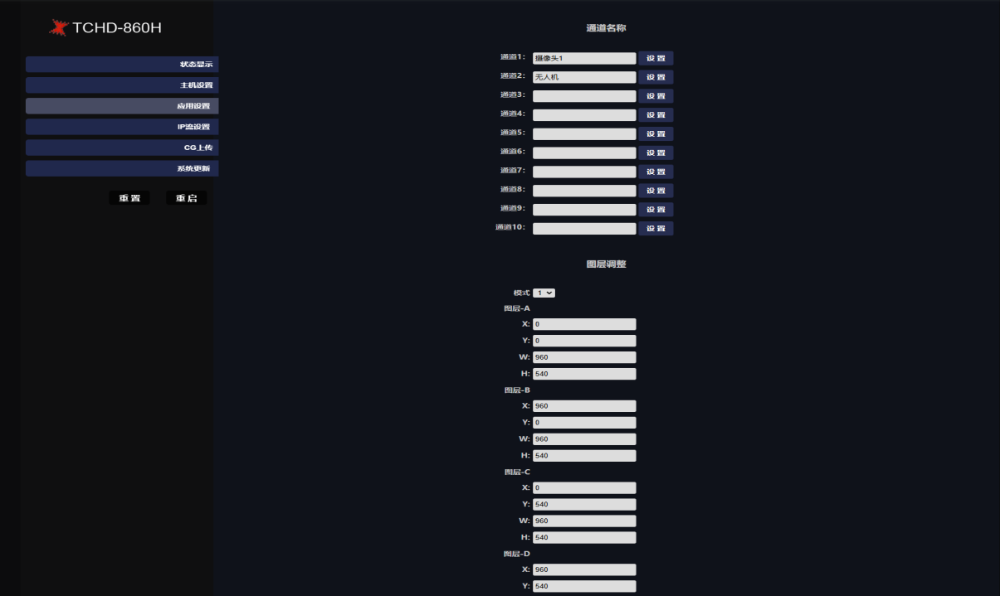 TCHD-860H
状态显示
主机设置
应用设置
IP流设置
CG上传
系统更新
重置 重启
通道名称
通道1: 摄像头1 设置
通道2: 无人机 设置
通道3: 设置
通道4: 设置
通道5: 设置
通道6: 设置
通道7: 设置
通道8: 设置
通道9: 设置
通道10: 设置
图层调整
模式 1
图层-A
X: 0
Y: 0
W: 960
H: 540
图层-B
X: 960
Y: 0
W: 960
H: 540
图层-C
X: 0
Y: 540
W: 960
H: 540
图层-D
X: 960
Y: 540